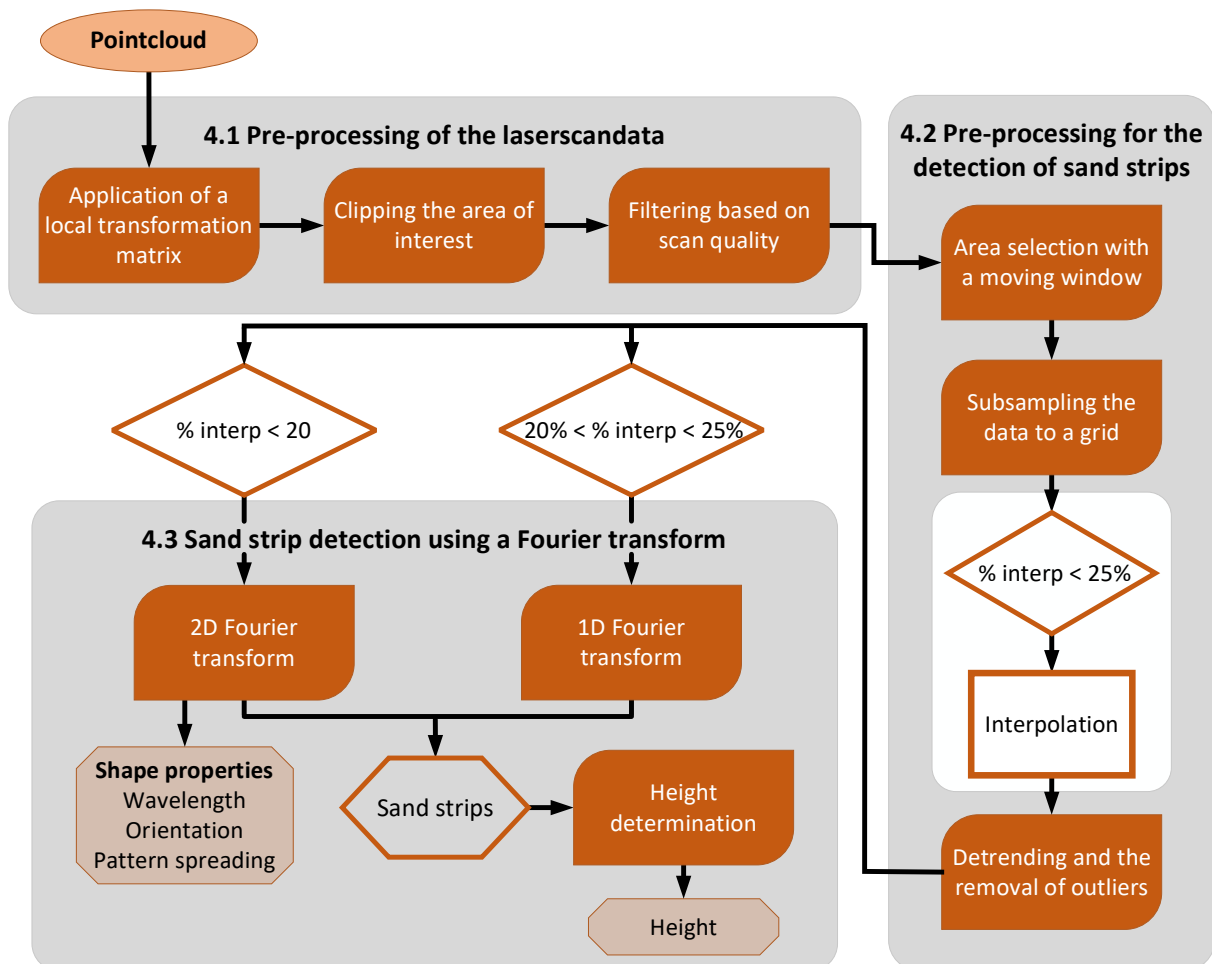 Pointcloud
4.1 Pre-processing of the laserscandata
Application of a
local transformation
matrix
Clipping the area of
interest
Filtering based on
scan quality
4.2 Pre-processing for the
detection of sand strips
Area selection with
a moving window
Subsampling the
data to a grid
% interp < 25%
Interpolation
Detrending and the
removal of outliers
% interp < 20
20% < % interp < 25%
4.3 Sand strip detection using a Fourier transform
2D Fourier
transform
1D Fourier
transform
Shape properties
Wavelength
Orientation
Pattern spreading
Sand strips
Height
determination
Height